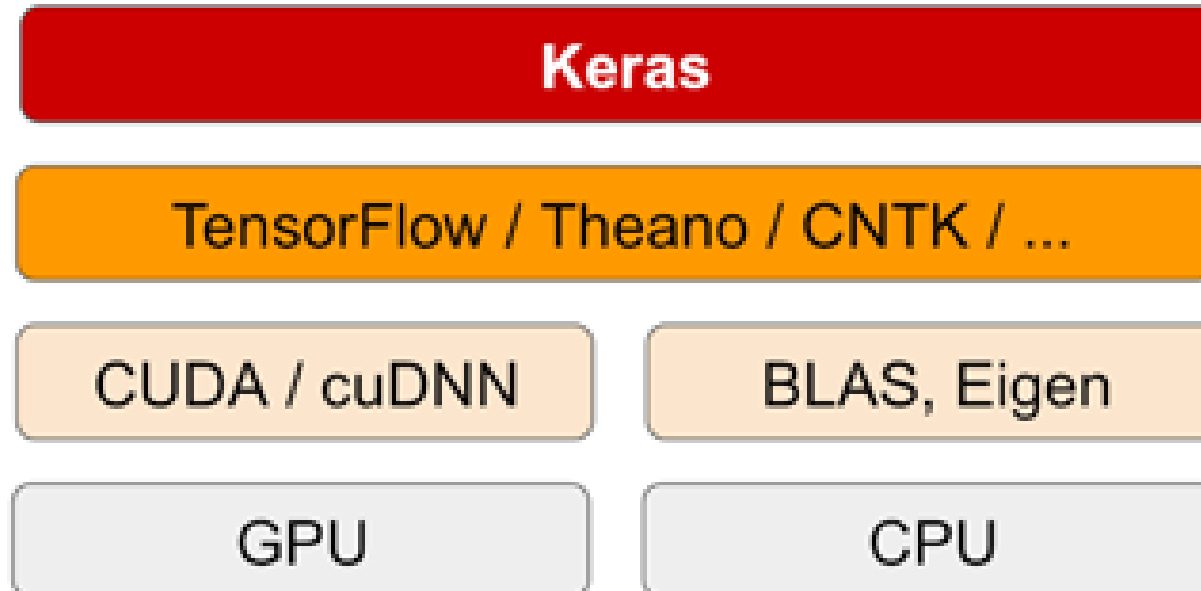 Keras
TensorFlow / Theano / CNTK / ...
CUDA / cuDNN
BLAS, Eigen
GPU
CPU